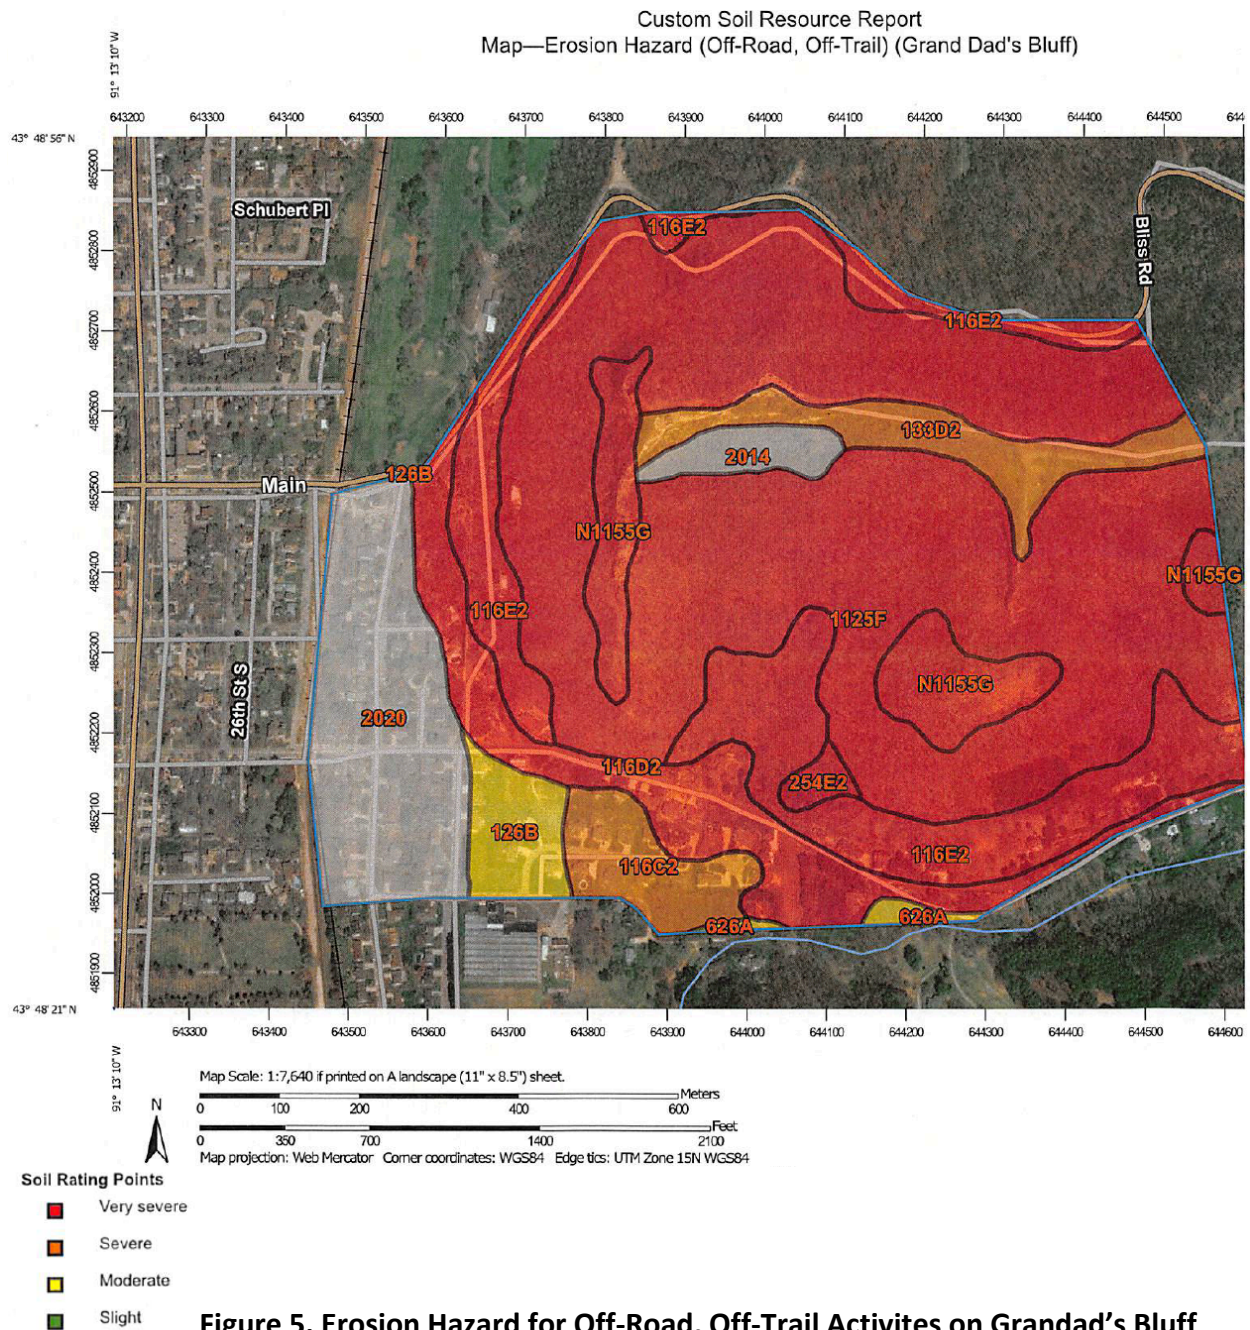 Custom Soil Resource Report
Map—Erosion Hazard (Off-Road, Off-Trail) (Grand Dad's Bluff)
91° 13' 10" W
643200 643300 643400 643500 643600 643700 643800 643900 644000 644100 644200 644300 644400 644500 644
43° 48' 56" N
4852900
4852800
4852700
4852600
4852500
4852400
4852300
4852200
4852100
4852000
4851900
Schubert Pl
116E2
Bliss Rd
116E2
133D2
2014
126B
Main
N1155G
N1155G
116E2
1125F
26th St S
N1155G
2020
116D2
254E2
126B
116E2
116C2
626A
626A
43° 48' 21" N
643300 643400 643500 643600 643700 643800 643900 644000 644100 644200 644300 644400 644500 644600
91° 13' 10" W
N
Map Scale: 1:7,640 if printed on A landscape (11" x 8.5") sheet.
Meters
0 100 200 400 600
Feet
0 350 700 1400 2100
Map projection: Web Mercator Corner coordinates: WGS84 Edge tics: UTM Zone 15N WGS84
Soil Rating Points
Very severe
Severe
Moderate
Slight
Figure 5. Erosion Hazard for Off-Road, Off-Trail Activites on Grandad's Bluff